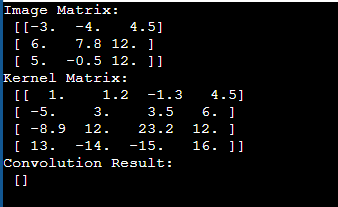 Image Matrix:
[[-3. -4. 4.5]
[ 6. 7.8 12. ]
[ 5. -0.5 12. ]]
Kernel Matrix:
[[ 1. 1.2 -1.3 4.5]
[ -5. 3. 3.5 6. ]
[ -8.9 12. 23.2 12. ]
[ 13. -14. -15. 16. ]]
Convolution Result:
[]